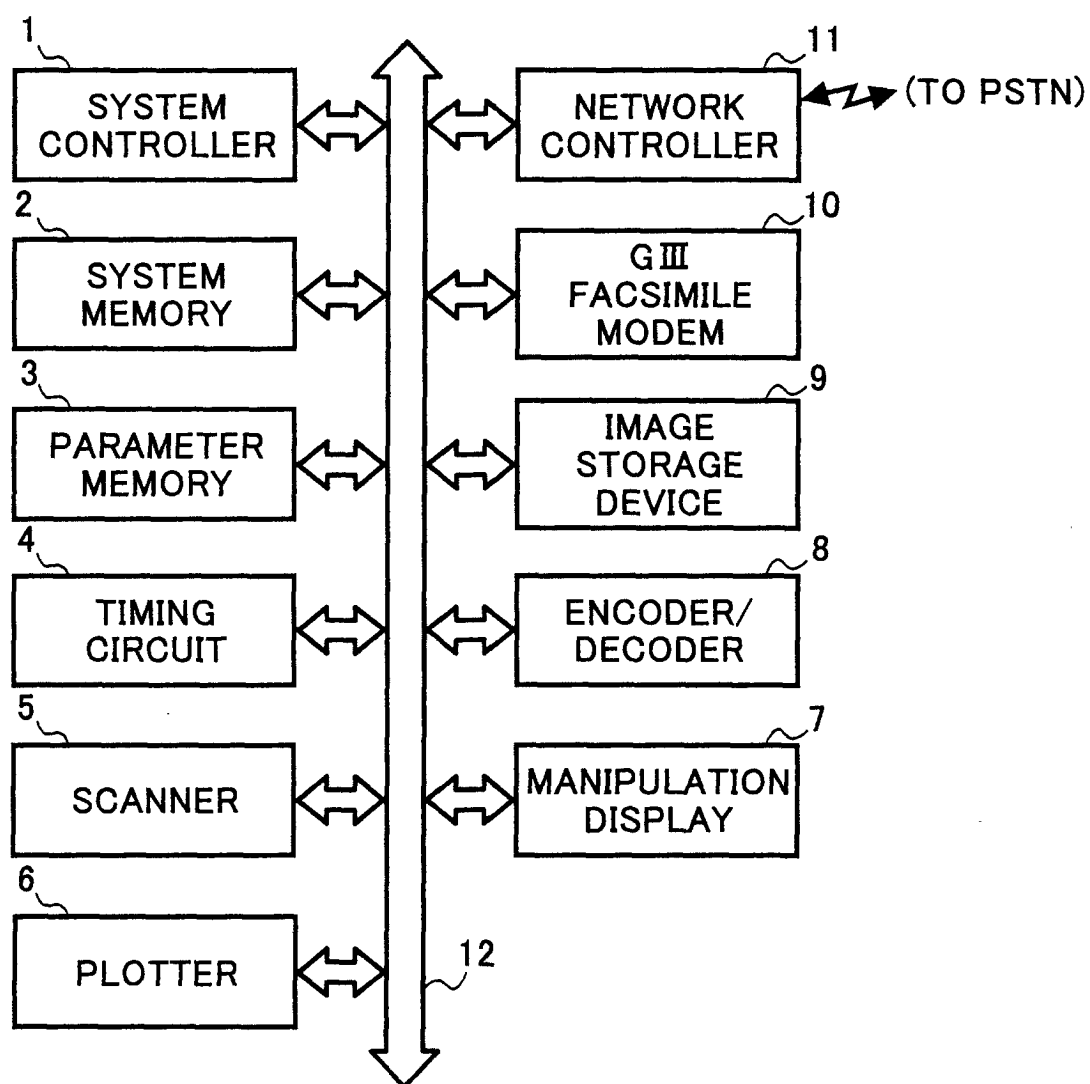 1
SYSTEM
CONTROLLER
11
NETWORK
CONTROLLER
(TO PSTN)
2
SYSTEM
MEMORY
10
GⅢ
FACSIMILE
MODEM
3
PARAMETER
MEMORY
9
IMAGE
STORAGE
DEVICE
4
TIMING
CIRCUIT
8
ENCODER/
DECODER
5
SCANNER
7
MANIPULATION
DISPLAY
6
PLOTTER
12